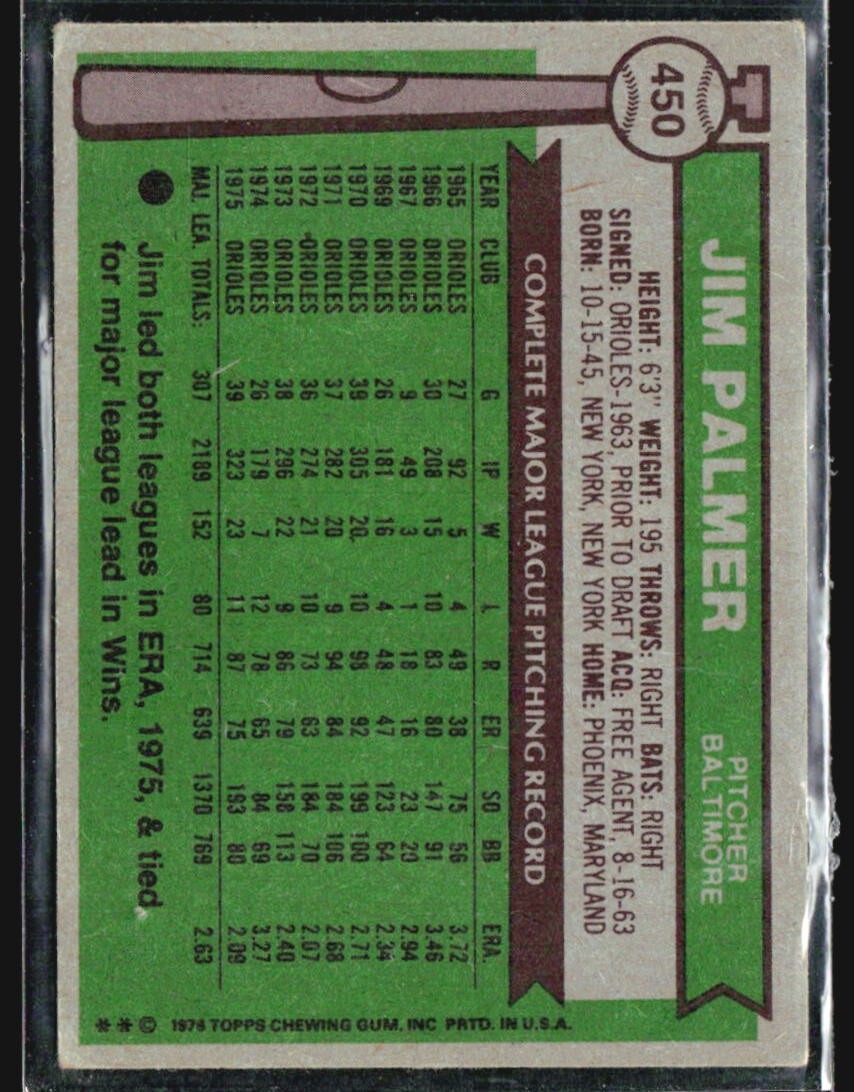 450
JIM PALMER
PITCHER
BALTIMORE
HEIGHT: 6'3" WEIGHT: 195 THROWS: RIGHT BATS: RIGHT
SIGNED: ORIOLES-1963, PRIOR TO DRAFT ACQ: FREE AGENT, 8-16-63
BORN: 10-15-45, NEW YORK, NEW YORK HOME: PHOENIX, MARYLAND
COMPLETE MAJOR LEAGUE PITCHING RECORD
YEAR CLUB G IP W L R ER SO BB ERA.
1965 ORIOLES 27 92 5 4 49 38 75 56 3.72
1966 ORIOLES 30 208 15 10 83 80 147 91 3.46
1967 ORIOLES 9 49 3 1 18 16 23 20 2.94
1969 ORIOLES 26 181 16 4 48 47 123 64 2.34
1970 ORIOLES 39 305 20 10 98 92 199 100 2.71
1971 ORIOLES 37 282 20 9 94 84 184 106 2.68
1972 ORIOLES 36 274 21 10 73 63 184 70 2.07
1973 ORIOLES 38 296 22 9 86 79 158 113 2.40
1974 ORIOLES 26 179 7 12 78 65 84 69 3.27
1975 ORIOLES 39 323 23 11 87 75 193 80 2.09
MAJ. LEA. TOTALS: 307 2189 152 80 714 639 1370 769 2.63
Jim led both leagues in ERA, 1975, & tied
for major league lead in Wins.
**© 1976 TOPPS CHEWING GUM, INC PRTD. IN U.S.A.